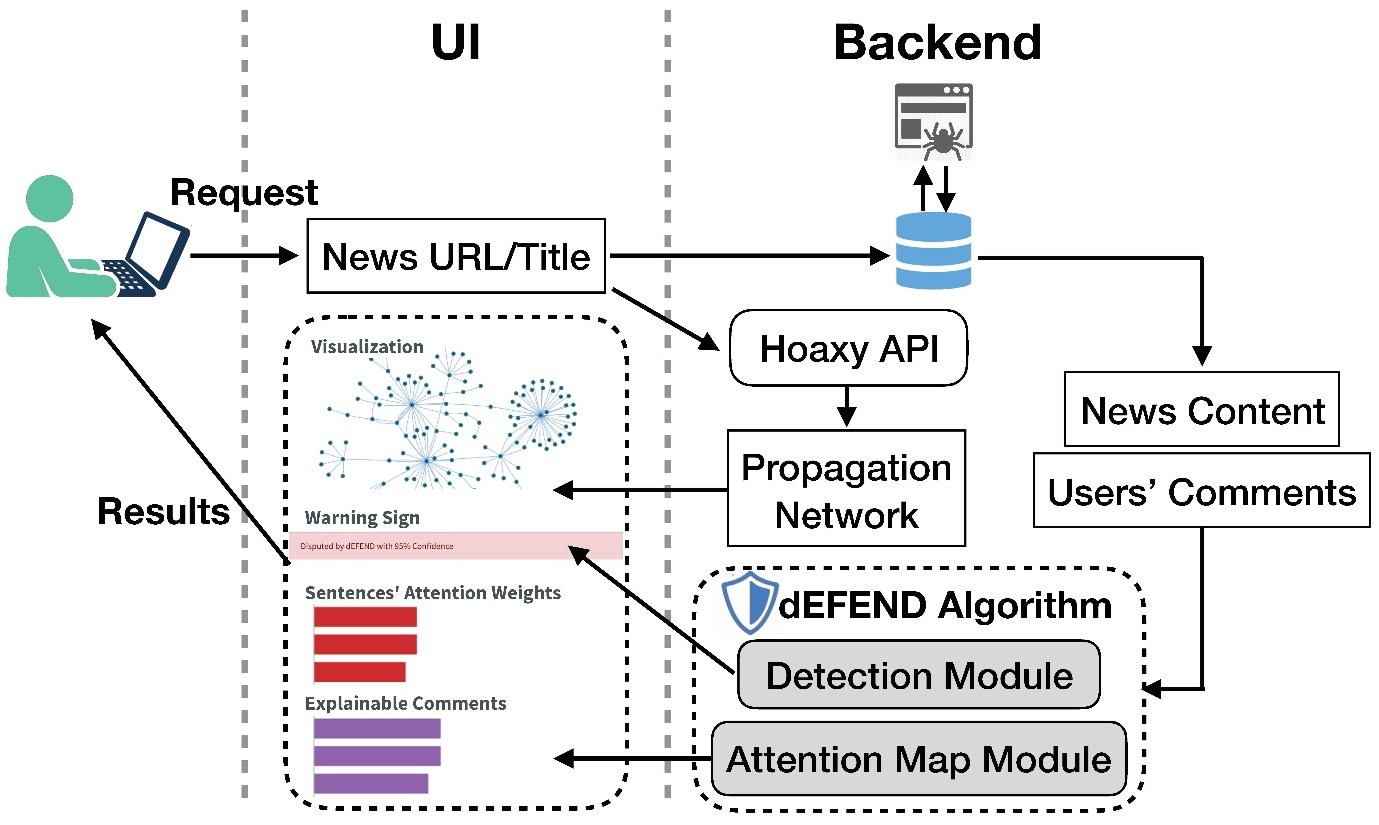 UI
Backend
Request
News URL/Title
Hoaxy API
Visualization
News Content
Propagation
Network
Users’ Comments
Results
Warning Sign
Disputed by dEFEND with 95% Confidence
Sentences’ Attention Weights
dEFEND Algorithm
Detection Module
Explainable Comments
Attention Map Module